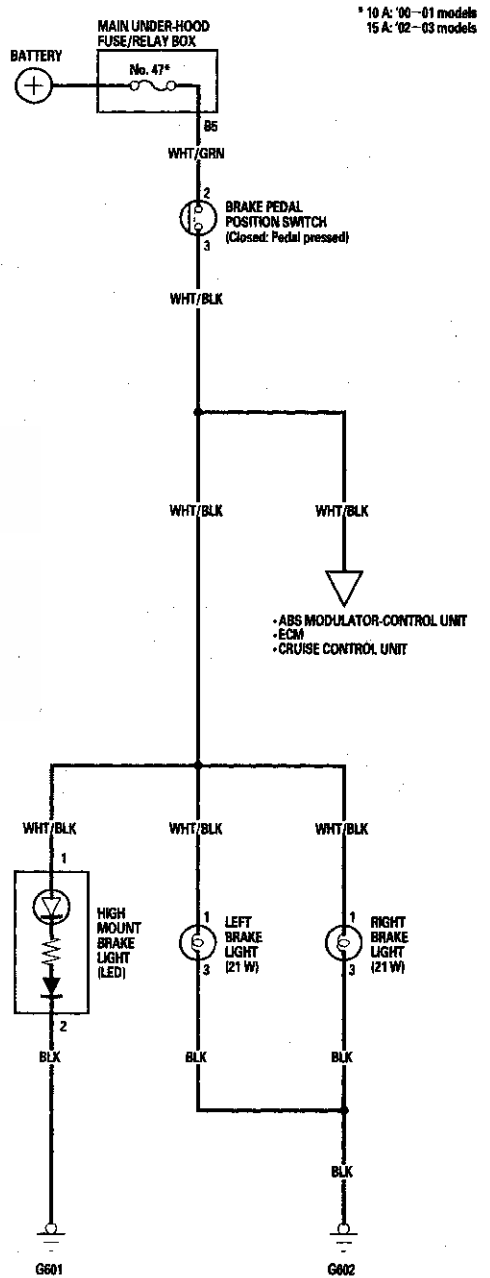 * 10 A: '00–01 models
15 A: '02–03 models
MAIN UNDER-HOOD
FUSE/RELAY BOX
BATTERY
No. 47*
B5
WHT/GRN
2
BRAKE PEDAL
POSITION SWITCH
(Closed: Pedal pressed)
3
WHT/BLK
WHT/BLK
WHT/BLK
• ABS MODULATOR-CONTROL UNIT
• ECM
• CRUISE CONTROL UNIT
WHT/BLK
WHT/BLK
WHT/BLK
1
HIGH
MOUNT
BRAKE
LIGHT
(LED)
2
1
LEFT
BRAKE
LIGHT
(21 W)
3
1
RIGHT
BRAKE
LIGHT
(21 W)
3
BLK
BLK
BLK
BLK
G601
G602